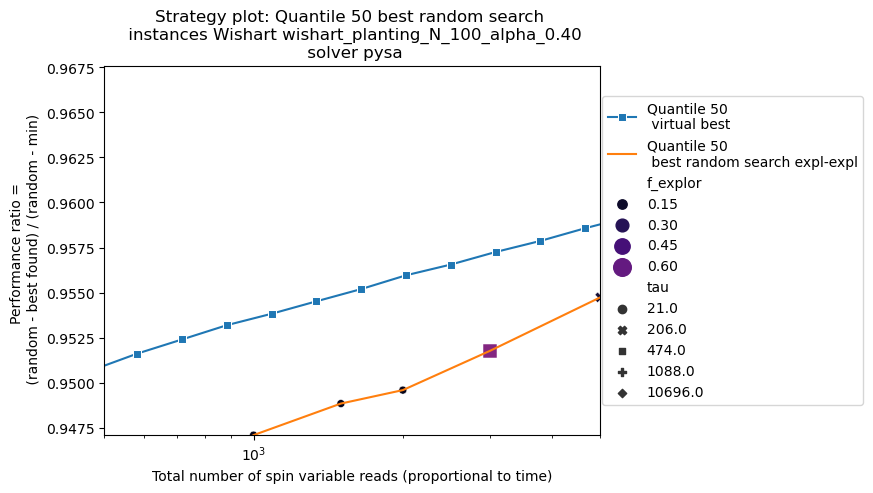 Strategy plot: Quantile 50 best random search
instances Wishart wishart_planting_N_100_alpha_0.40
solver pysa
Performance ratio =
(random - best found) / (random - min)
0.9675
0.9650
0.9625
0.9600
0.9575
0.9550
0.9525
0.9500
0.9475
10³
Total number of spin variable reads (proportional to time)
Quantile 50
virtual best
Quantile 50
best random search expl-expl
f_explor
0.15
0.30
0.45
0.60
tau
21.0
206.0
474.0
1088.0
10696.0